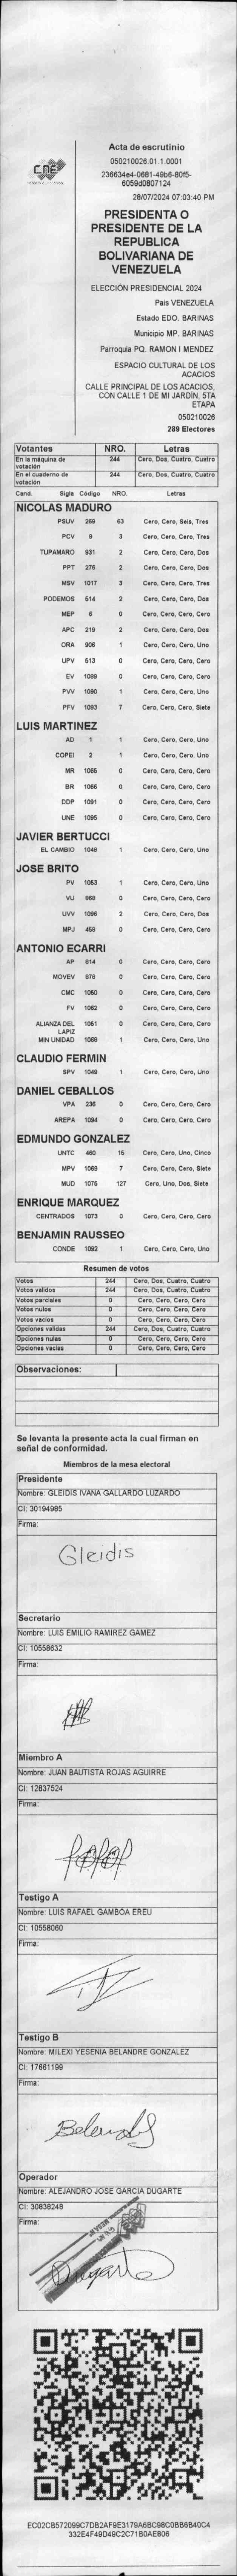 CNE
Acta de escrutinio
050210026.01.1.0001
236634e4-0681-49b6-80f5-
6059d0807124
28/07/2024 07:03:40 PM
PRESIDENTA O
PRESIDENTE DE LA
REPUBLICA
BOLIVARIANA DE
VENEZUELA
ELECCIÓN PRESIDENCIAL 2024
Pais VENEZUELA
Estado EDO. BARINAS
Municipio MP. BARINAS
Parroquia PQ. RAMON I MENDEZ
ESPACIO CULTURAL DE LOS
ACACIOS
CALLE PRINCIPAL DE LOS ACACIOS,
CON CALLE 1 DE MI JARDÍN, 5TA
ETAPA
050210026
289 Electores
Votantes NRO. Letras
En la máquina de votación 244 Cero, Dos, Cuatro, Cuatro
En el cuaderno de votación 244 Cero, Dos, Cuatro, Cuatro
Cand. Sigla Código NRO. Letras
NICOLAS MADURO
PSUV 269 63 Cero, Cero, Seis, Tres
PCV 9 3 Cero, Cero, Cero, Tres
TUPAMARO 931 2 Cero, Cero, Cero, Dos
PPT 276 2 Cero, Cero, Cero, Dos
MSV 1017 3 Cero, Cero, Cero, Tres
PODEMOS 514 2 Cero, Cero, Cero, Dos
MEP 6 0 Cero, Cero, Cero, Cero
APC 219 2 Cero, Cero, Cero, Dos
ORA 906 1 Cero, Cero, Cero, Uno
UPV 513 0 Cero, Cero, Cero, Cero
EV 1089 0 Cero, Cero, Cero, Cero
PVV 1090 1 Cero, Cero, Cero, Uno
PFV 1093 7 Cero, Cero, Cero, Siete
LUIS MARTINEZ
AD 1 1 Cero, Cero, Cero, Uno
COPEI 2 1 Cero, Cero, Cero, Uno
MR 1065 0 Cero, Cero, Cero, Cero
BR 1066 0 Cero, Cero, Cero, Cero
DDP 1091 0 Cero, Cero, Cero, Cero
UNE 1095 0 Cero, Cero, Cero, Cero
JAVIER BERTUCCI
EL CAMBIO 1048 1 Cero, Cero, Cero, Uno
JOSE BRITO
PV 1053 1 Cero, Cero, Cero, Uno
VU 968 0 Cero, Cero, Cero, Cero
UVV 1096 2 Cero, Cero, Cero, Dos
MPJ 458 0 Cero, Cero, Cero, Cero
ANTONIO ECARRI
AP 914 0 Cero, Cero, Cero, Cero
MOVEV 978 0 Cero, Cero, Cero, Cero
CMC 1050 0 Cero, Cero, Cero, Cero
FV 1062 0 Cero, Cero, Cero, Cero
ALIANZA DEL LAPIZ 1051 0 Cero, Cero, Cero, Cero
MIN UNIDAD 1068 1 Cero, Cero, Cero, Uno
CLAUDIO FERMIN
SPV 1049 1 Cero, Cero, Cero, Uno
DANIEL CEBALLOS
VPA 236 0 Cero, Cero, Cero, Cero
AREPA 1094 0 Cero, Cero, Cero, Cero
EDMUNDO GONZALEZ
UNTC 460 15 Cero, Cero, Uno, Cinco
MPV 1069 7 Cero, Cero, Cero, Siete
MUD 1075 127 Cero, Uno, Dos, Siete
ENRIQUE MARQUEZ
CENTRADOS 1073 0 Cero, Cero, Cero, Cero
BENJAMIN RAUSSEO
CONDE 1092 1 Cero, Cero, Cero, Uno
Resumen de votos
Votos 244 Cero, Dos, Cuatro, Cuatro
Votos validos 244 Cero, Dos, Cuatro, Cuatro
Votos parciales 0 Cero, Cero, Cero, Cero
Votos nulos 0 Cero, Cero, Cero, Cero
Votos vacios 0 Cero, Cero, Cero, Cero
Opciones validas 244 Cero, Dos, Cuatro, Cuatro
Opciones nulas 0 Cero, Cero, Cero, Cero
Opciones vacias 0 Cero, Cero, Cero, Cero
Observaciones:
Se levanta la presente acta la cual firman en
señal de conformidad.
Miembros de la mesa electoral
Presidente
Nombre: GLEIDIS IVANA GALLARDO LUZARDO
CI: 30194985
Firma:
Gleidis
Secretario
Nombre: LUIS EMILIO RAMIREZ GAMEZ
CI: 10558632
Firma:
Miembro A
Nombre: JUAN BAUTISTA ROJAS AGUIRRE
CI: 12837524
Firma:
Testigo A
Nombre: LUIS RAFAEL GAMBOA EREU
CI: 10558060
Firma:
Testigo B
Nombre: MILEXI YESENIA BELANDRE GONZALEZ
CI: 17661199
Firma:
Operador
Nombre: ALEJANDRO JOSE GARCIA DUGARTE
CI: 30838248
Firma:
Dugarte
EC02CB572099C7DB2AF9E3179A6BC98C0BB6B40C4
332E4F49D49C2C71B0AE806